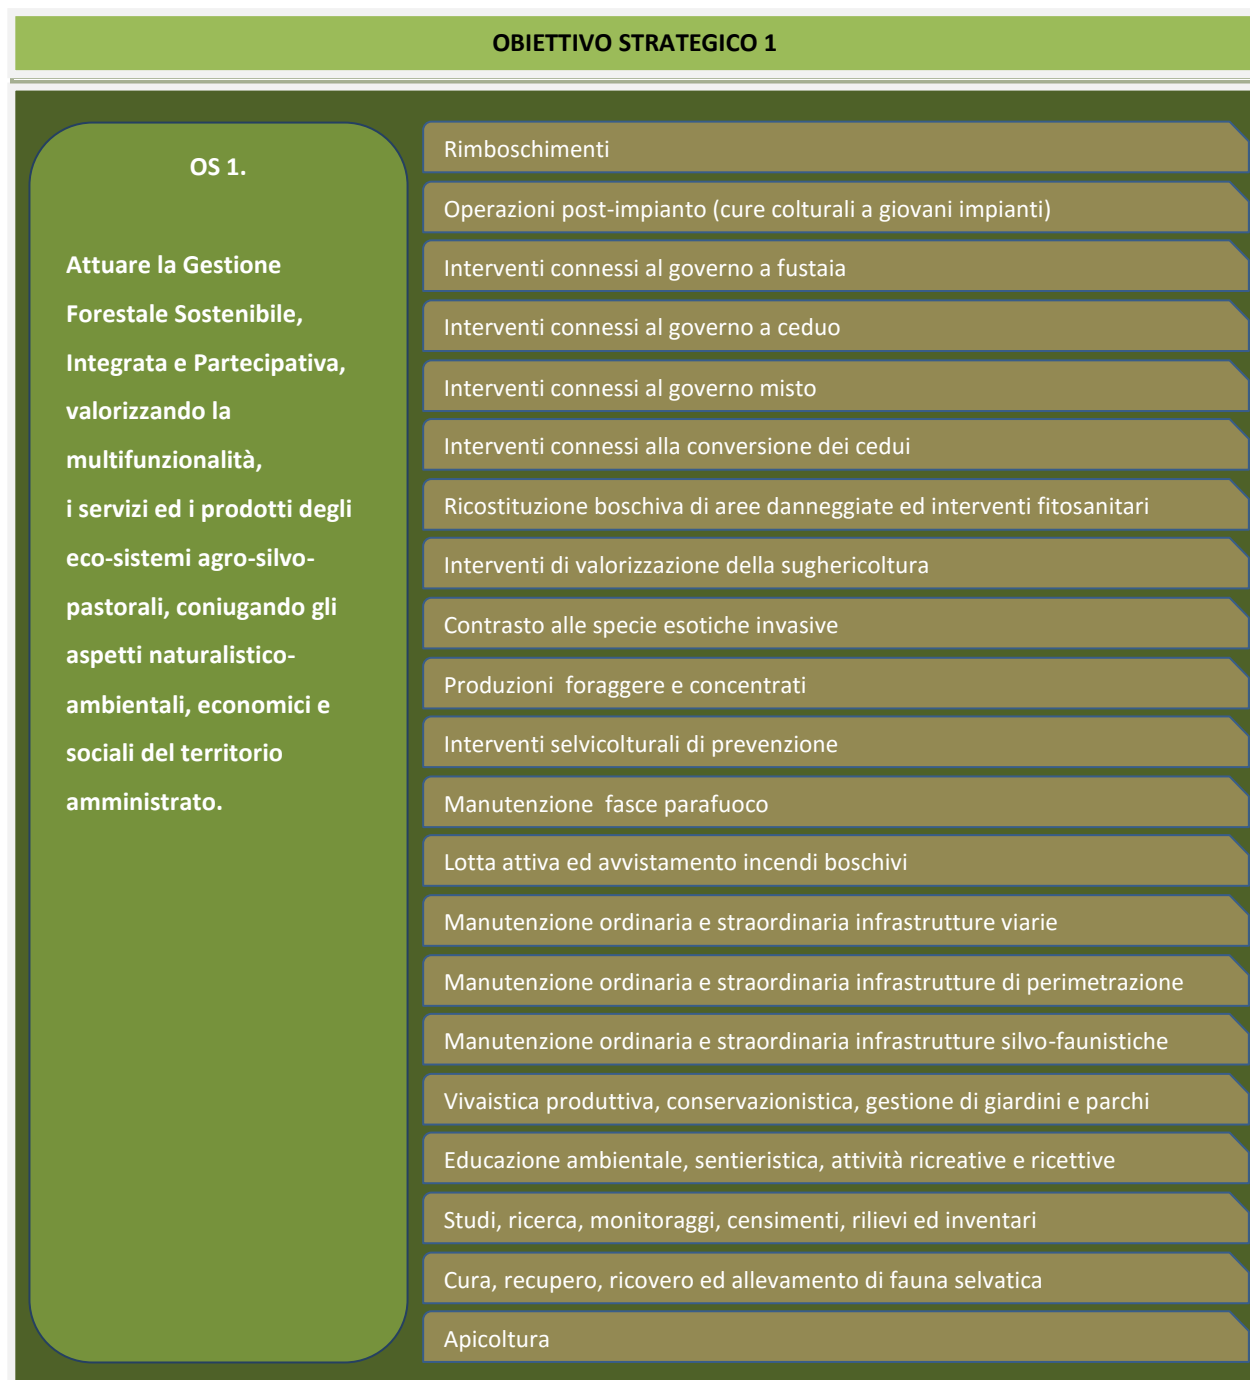 OBIETTIVO STRATEGICO 1
OS 1.
Attuare la Gestione
Forestale Sostenibile,
Integrata e Partecipativa,
valorizzando la
multifunzionalità,
i servizi ed i prodotti degli
eco-sistemi agro-silvo-
pastorali, coniugando gli
aspetti naturalistico-
ambientali, economici e
sociali del territorio
amministrato.
Rimboschimenti
Operazioni post-impianto (cure colturali a giovani impianti)
Interventi connessi al governo a fustaia
Interventi connessi al governo a ceduo
Interventi connessi al governo misto
Interventi connessi alla conversione dei cedui
Ricostituzione boschiva di aree danneggiate ed interventi fitosanitari
Interventi di valorizzazione della sughericoltura
Contrasto alle specie esotiche invasive
Produzioni  foraggere e concentrati
Interventi selvicolturali di prevenzione
Manutenzione  fasce parafuoco
Lotta attiva ed avvistamento incendi boschivi
Manutenzione ordinaria e straordinaria infrastrutture viarie
Manutenzione ordinaria e straordinaria infrastrutture di perimetrazione
Manutenzione ordinaria e straordinaria infrastrutture silvo-faunistiche
Vivaistica produttiva, conservazionistica, gestione di giardini e parchi
Educazione ambientale, sentieristica, attività ricreative e ricettive
Studi, ricerca, monitoraggi, censimenti, rilievi ed inventari
Cura, recupero, ricovero ed allevamento di fauna selvatica
Apicoltura